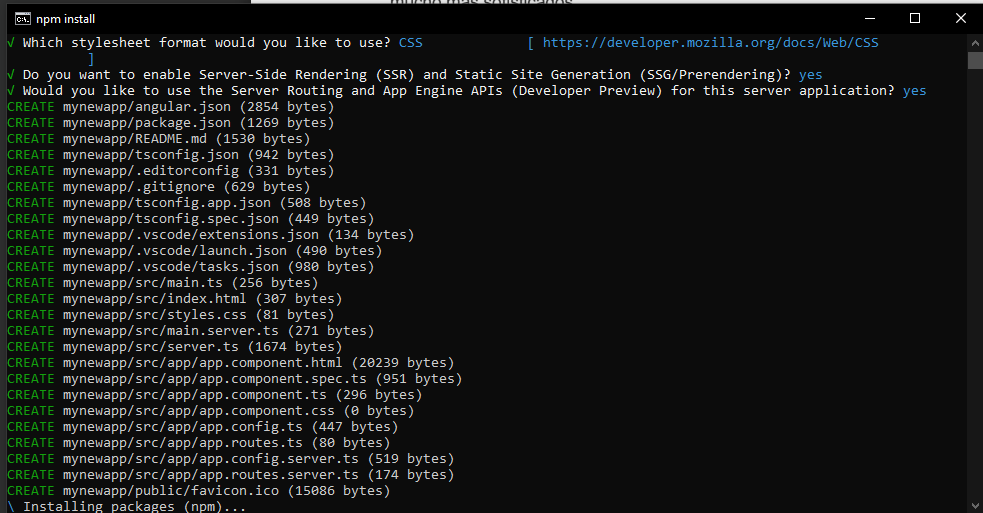 mucho más sofisticados
npm install
√ Which stylesheet format would you like to use? CSS             [ https://developer.mozilla.org/docs/Web/CSS
          ]
√ Do you want to enable Server-Side Rendering (SSR) and Static Site Generation (SSG/Prerendering)? yes
√ Would you like to use the Server Routing and App Engine APIs (Developer Preview) for this server application? yes
CREATE mynewapp/angular.json (2854 bytes)
CREATE mynewapp/package.json (1269 bytes)
CREATE mynewapp/README.md (1530 bytes)
CREATE mynewapp/tsconfig.json (942 bytes)
CREATE mynewapp/.editorconfig (331 bytes)
CREATE mynewapp/.gitignore (629 bytes)
CREATE mynewapp/tsconfig.app.json (508 bytes)
CREATE mynewapp/tsconfig.spec.json (449 bytes)
CREATE mynewapp/.vscode/extensions.json (134 bytes)
CREATE mynewapp/.vscode/launch.json (490 bytes)
CREATE mynewapp/.vscode/tasks.json (980 bytes)
CREATE mynewapp/src/main.ts (256 bytes)
CREATE mynewapp/src/index.html (307 bytes)
CREATE mynewapp/src/styles.css (81 bytes)
CREATE mynewapp/src/main.server.ts (271 bytes)
CREATE mynewapp/src/server.ts (1674 bytes)
CREATE mynewapp/src/app/app.component.html (20239 bytes)
CREATE mynewapp/src/app/app.component.spec.ts (951 bytes)
CREATE mynewapp/src/app/app.component.ts (296 bytes)
CREATE mynewapp/src/app/app.component.css (0 bytes)
CREATE mynewapp/src/app/app.config.ts (447 bytes)
CREATE mynewapp/src/app/app.routes.ts (80 bytes)
CREATE mynewapp/src/app/app.config.server.ts (519 bytes)
CREATE mynewapp/src/app/app.routes.server.ts (174 bytes)
CREATE mynewapp/public/favicon.ico (15086 bytes)
\ Installing packages (npm)...